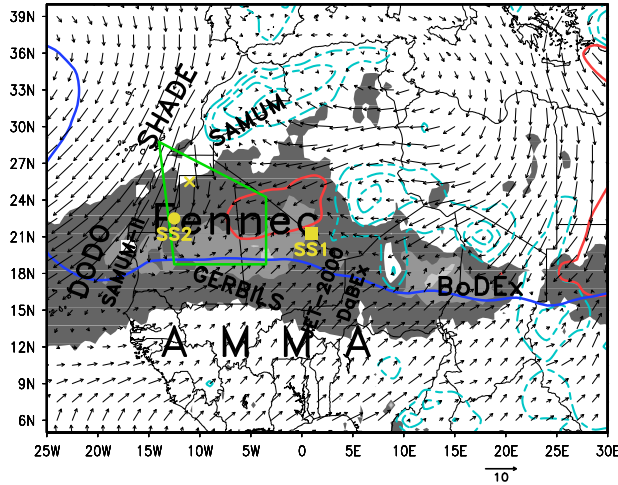 39N
36N
33N
30N
27N
24N
21N
18N
15N
12N
9N
6N
SHADE
SAMUM
Fennec
SS2
SS1
DODO
SAMUM-II
GERBILS
JET-2000
DaBEx
BoDEx
A M M A
25W 20W 15W 10W 5W 0 5E 10E 15E 20E 25E 30E
10